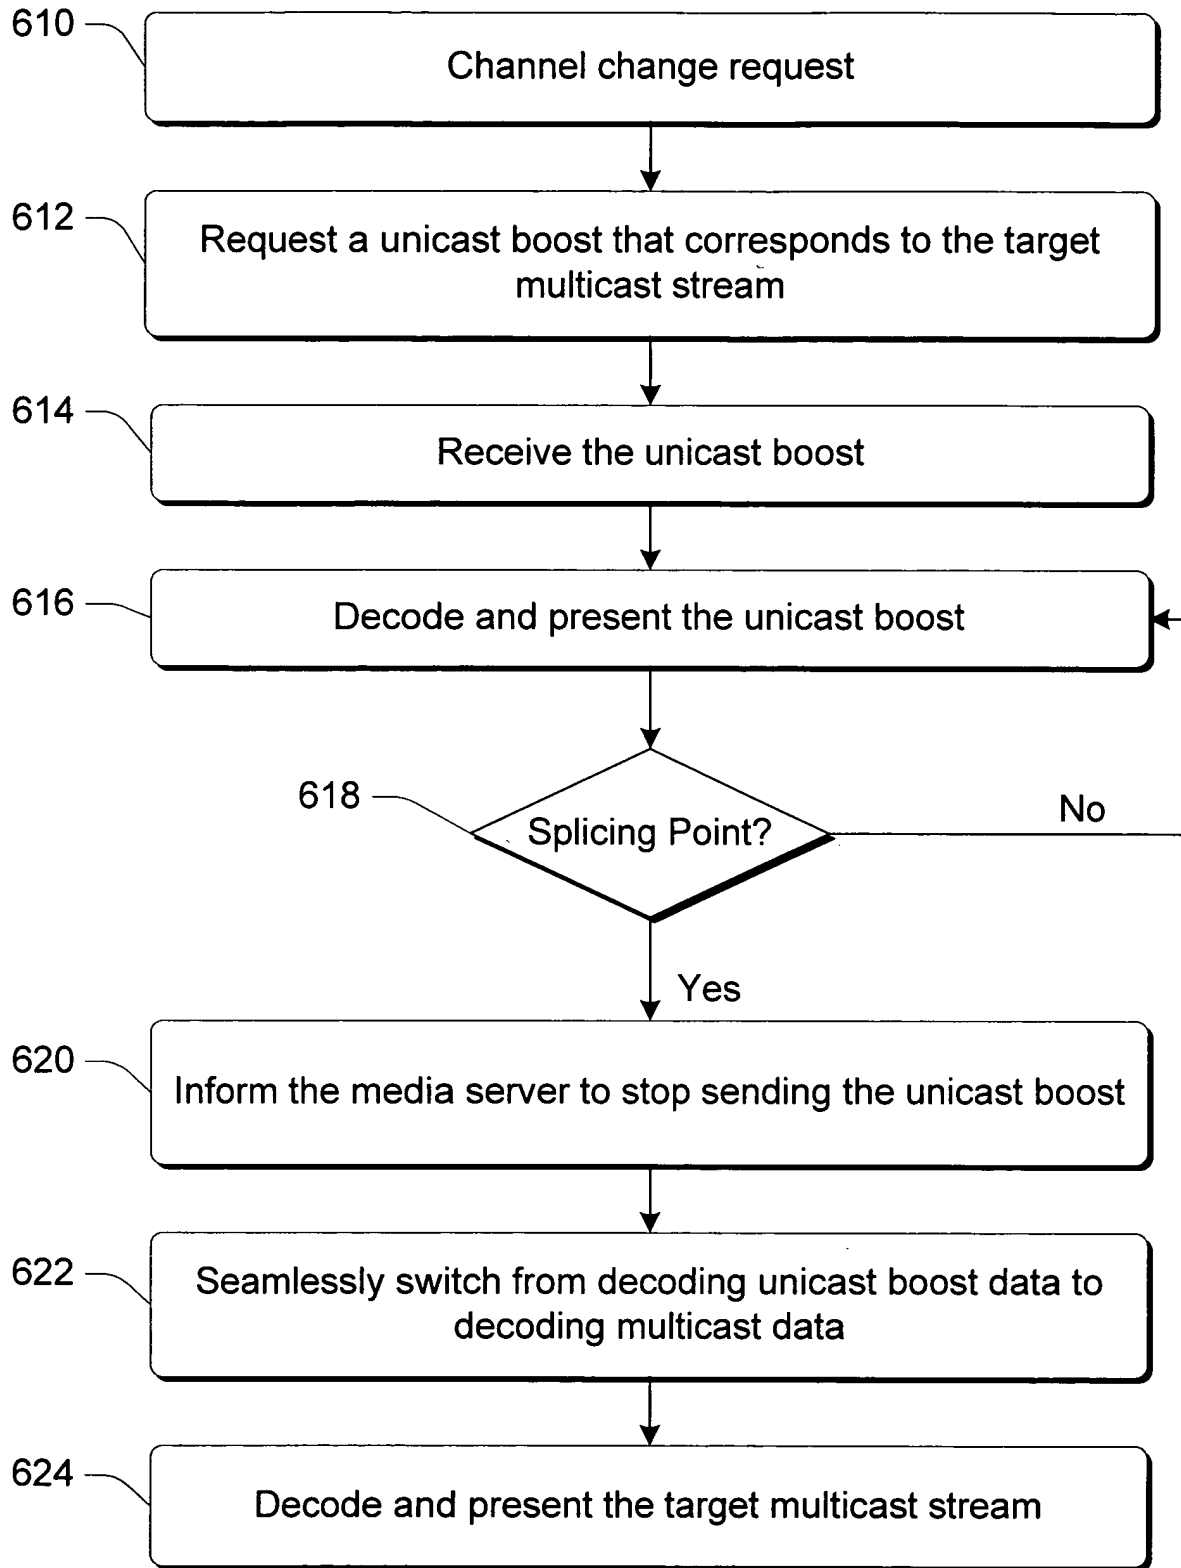 610
Channel change request
612
Request a unicast boost that corresponds to the target
multicast stream
614
Receive the unicast boost
616
Decode and present the unicast boost
618
Splicing Point?
No
Yes
620
Inform the media server to stop sending the unicast boost
622
Seamlessly switch from decoding unicast boost data to
decoding multicast data
624
Decode and present the target multicast stream